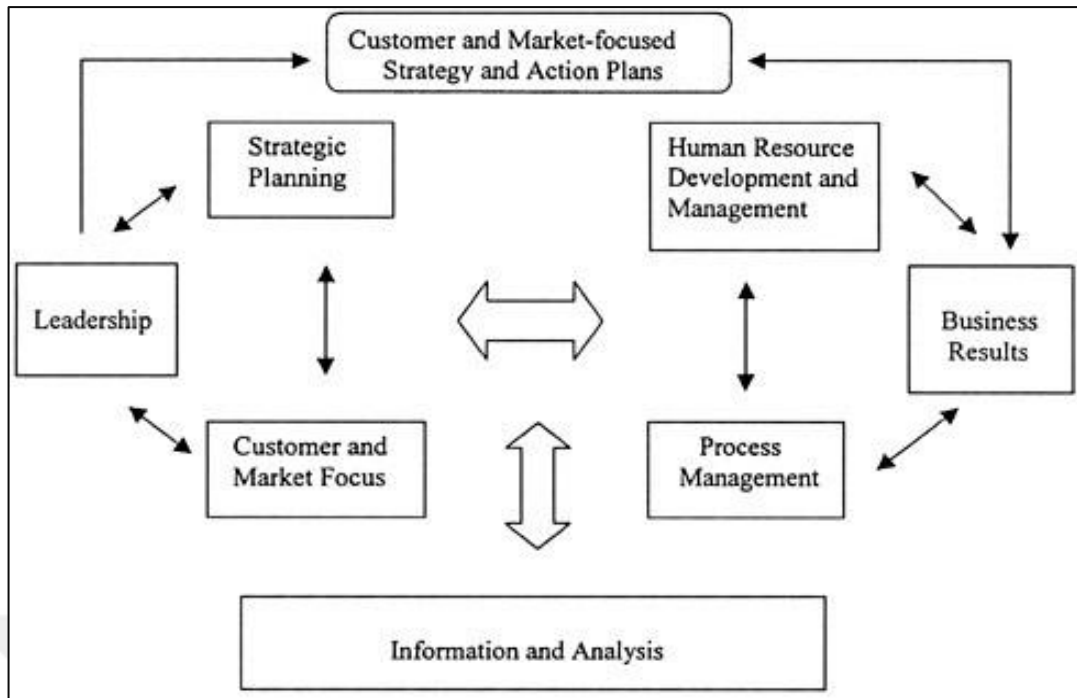 Customer and Market-focused
Strategy and Action Plans
Strategic
Planning
Human Resource
Development and
Management
Leadership
Business
Results
Customer and
Market Focus
Process
Management
Information and Analysis